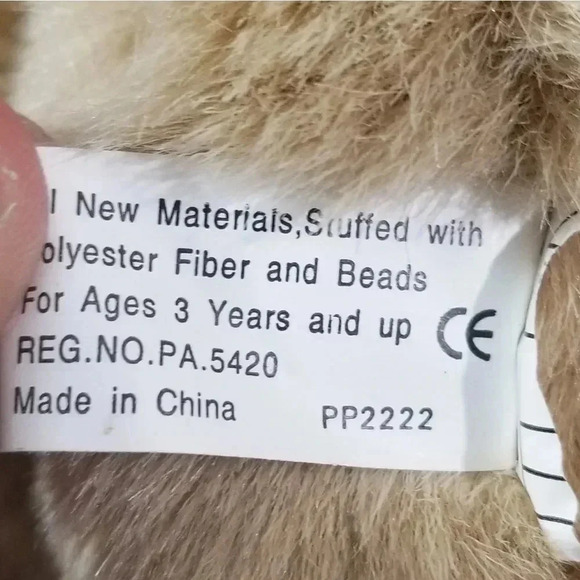 l New Materials,Stuffed with
olyester Fiber and Beads
For Ages 3 Years and up CE
REG.NO.PA.5420
Made in China PP2222